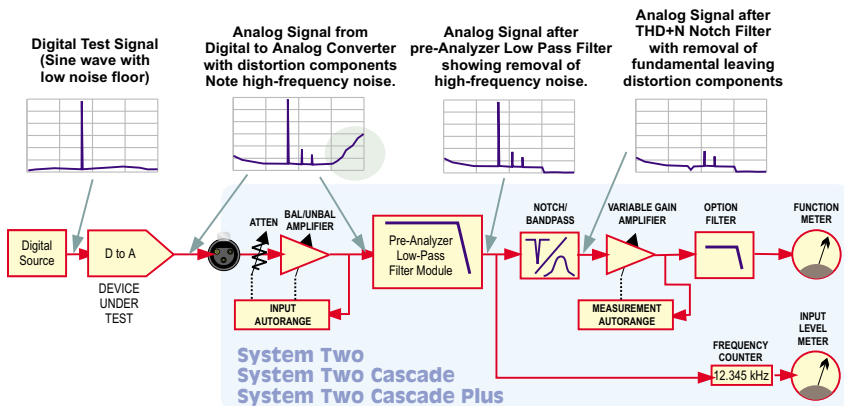 Digital Test Signal
(Sine wave with
low noise floor)
Analog Signal from
Digital to Analog Converter
with distortion components
Note high-frequency noise.
Analog Signal after
pre-Analyzer Low Pass Filter
showing removal of
high-frequency noise.
Analog Signal after
THD+N Notch Filter
with removal of
fundamental leaving
distortion components
Digital
Source
D to A
DEVICE
UNDER
TEST
ATTEN
BAL/UNBAL
AMPLIFIER
INPUT
AUTORANGE
Pre-Analyzer
Low-Pass
Filter Module
NOTCH/
BANDPASS
VARIABLE GAIN
AMPLIFIER
MEASUREMENT
AUTORANGE
OPTION
FILTER
FUNCTION
METER
INPUT
LEVEL
METER
FREQUENCY
COUNTER
12.345 kHz
System Two
System Two Cascade
System Two Cascade Plus